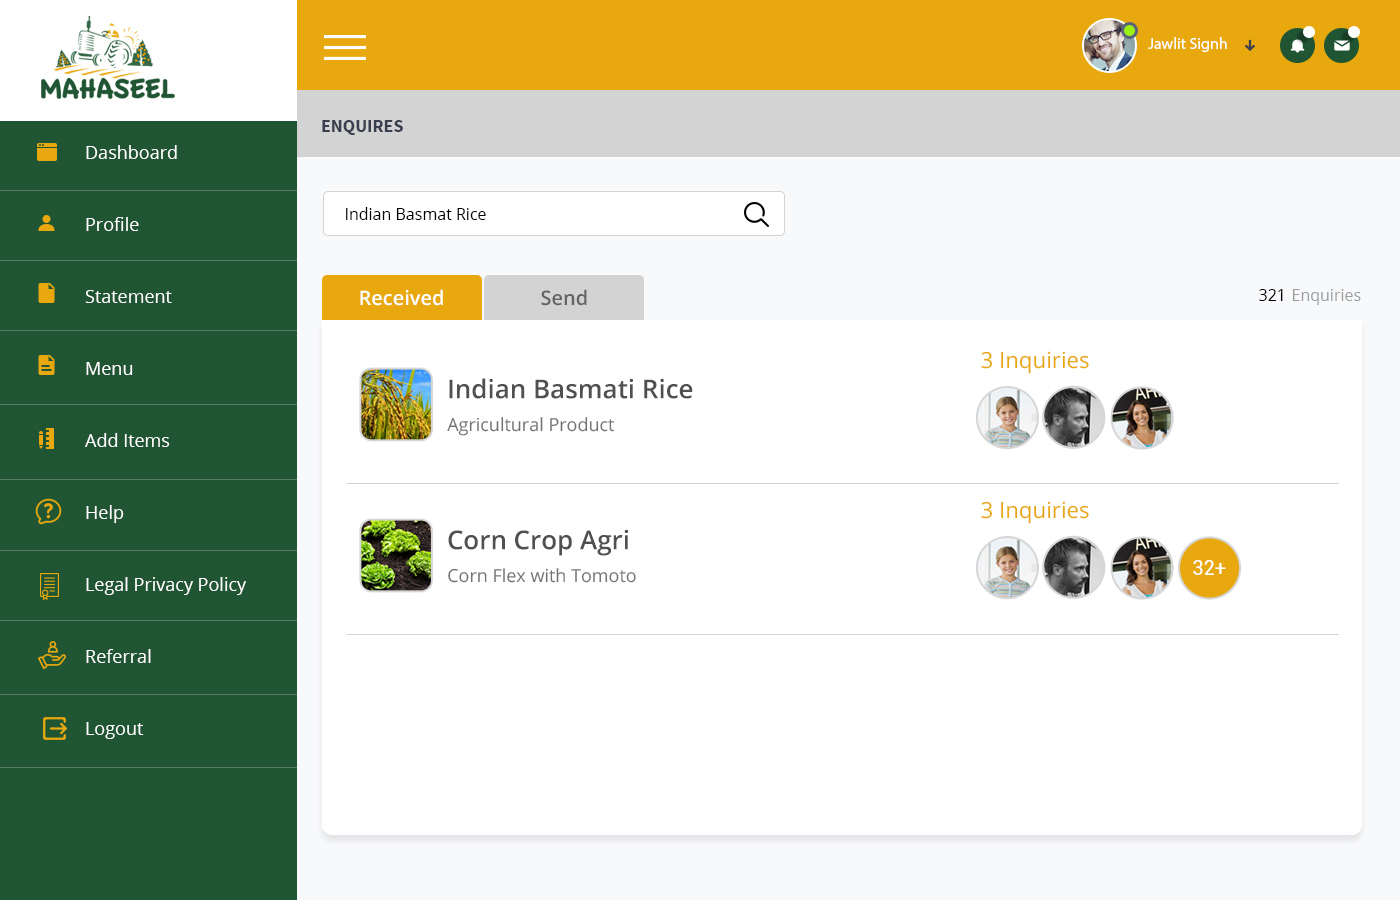 MAHASEEL
Jawlit Signh
Dashboard
Profile
Statement
Menu
Add Items
Help
Legal Privacy Policy
Referral
Logout
ENQUIRES
Indian Basmat Rice
Received
Send
321 Enquiries
Indian Basmati Rice
Agricultural Product
3 Inquiries
Corn Crop Agri
Corn Flex with Tomoto
3 Inquiries
32+